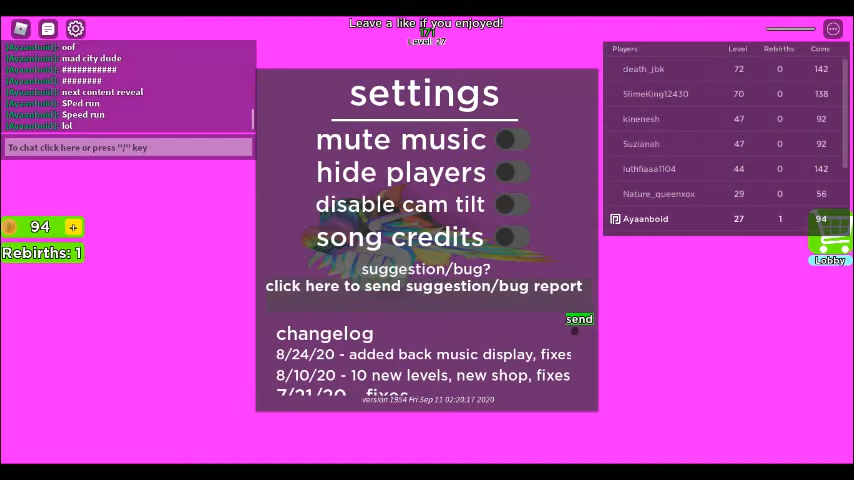 Leave a like if you enjoyed!
1/1
Level: 27
[Ayaanboid]: oof
[Ayaanboid]: mad city dude
[Ayaanboid]: ###########
[Ayaanboid]: ########
[Ayaanboid]: next content reveal
[Ayaanboid]: SPed run
[Ayaanboid]: Speed run
[Ayaanboid]: lol
To chat click here or press "/" key
94 +
Rebirths: 1
settings
mute music
hide players
disable cam tilt
song credits
suggestion/bug?
click here to send suggestion/bug report
send
changelog
8/24/20 - added back music display, fixes
8/10/20 - 10 new levels, new shop, fixes
7/21/20 - fixes
version 1954 Fri Sep 11 02:20:17 2020
Players Level Rebirths Coins
death_jbk 72 0 142
SlimeKing12430 70 0 138
kinenesh 47 0 92
Suzianah 47 0 92
luthfiaaa1104 44 0 142
Nature_queenxox 29 0 56
Ayaanboid 27 1 94
Lobby